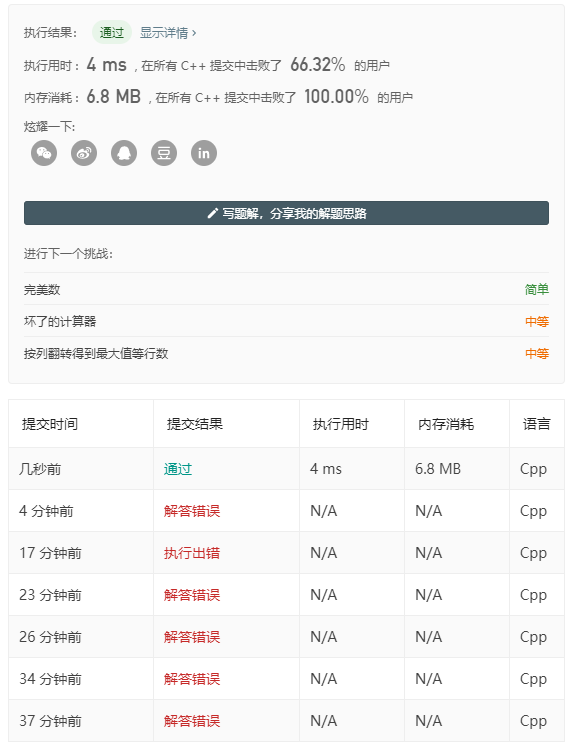 执行结果： 通过 显示详情 ›
执行用时： 4 ms , 在所有 C++ 提交中击败了 66.32% 的用户
内存消耗： 6.8 MB , 在所有 C++ 提交中击败了 100.00% 的用户
炫耀一下:
豆 in
写题解，分享我的解题思路
进行下一个挑战：
完美数 简单
坏了的计算器 中等
按列翻转得到最大值等行数 中等
提交时间 提交结果 执行用时 内存消耗 语言
几秒前 通过 4 ms 6.8 MB Cpp
4 分钟前 解答错误 N/A N/A Cpp
17 分钟前 执行出错 N/A N/A Cpp
23 分钟前 解答错误 N/A N/A Cpp
26 分钟前 解答错误 N/A N/A Cpp
34 分钟前 解答错误 N/A N/A Cpp
37 分钟前 解答错误 N/A N/A Cpp